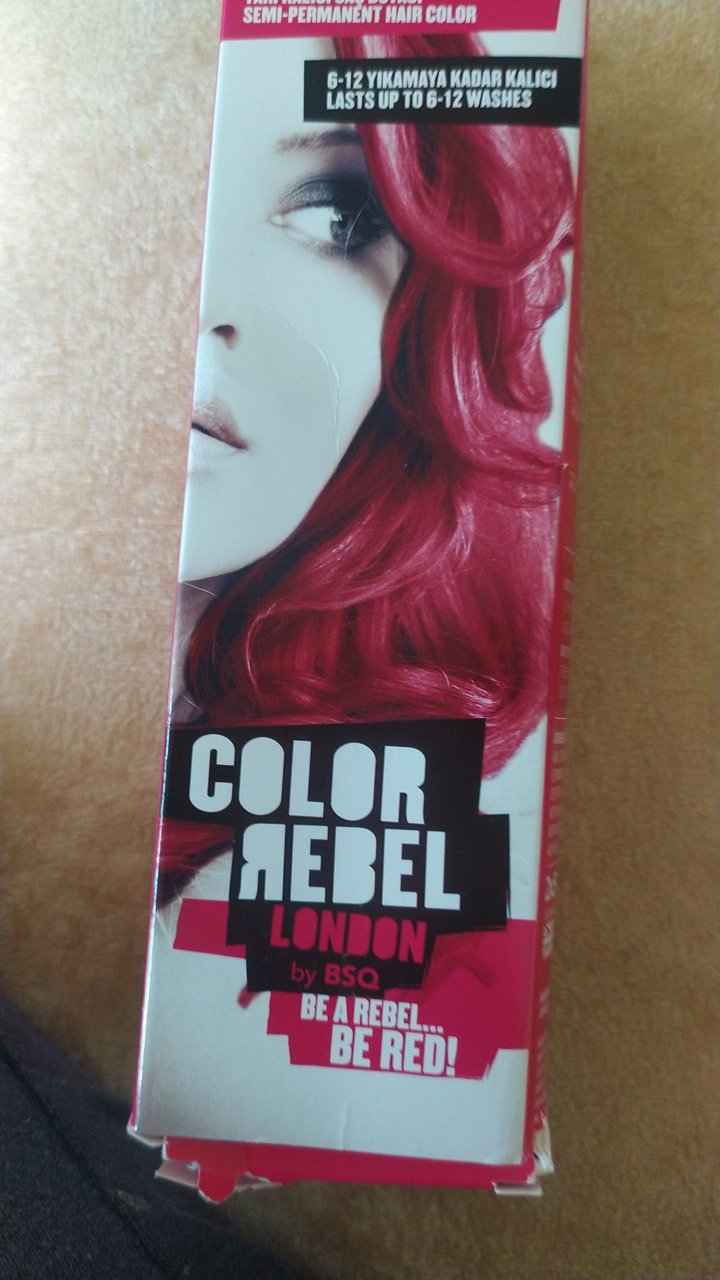 SEMI-PERMANENT HAIR COLOR
6-12 YIKAMAYA KADAR KALICI
LASTS UP TO 6-12 WASHES
COLOR
ЯEBEL
LONDON
by BSQ
BE A REBEL...
BE RED!